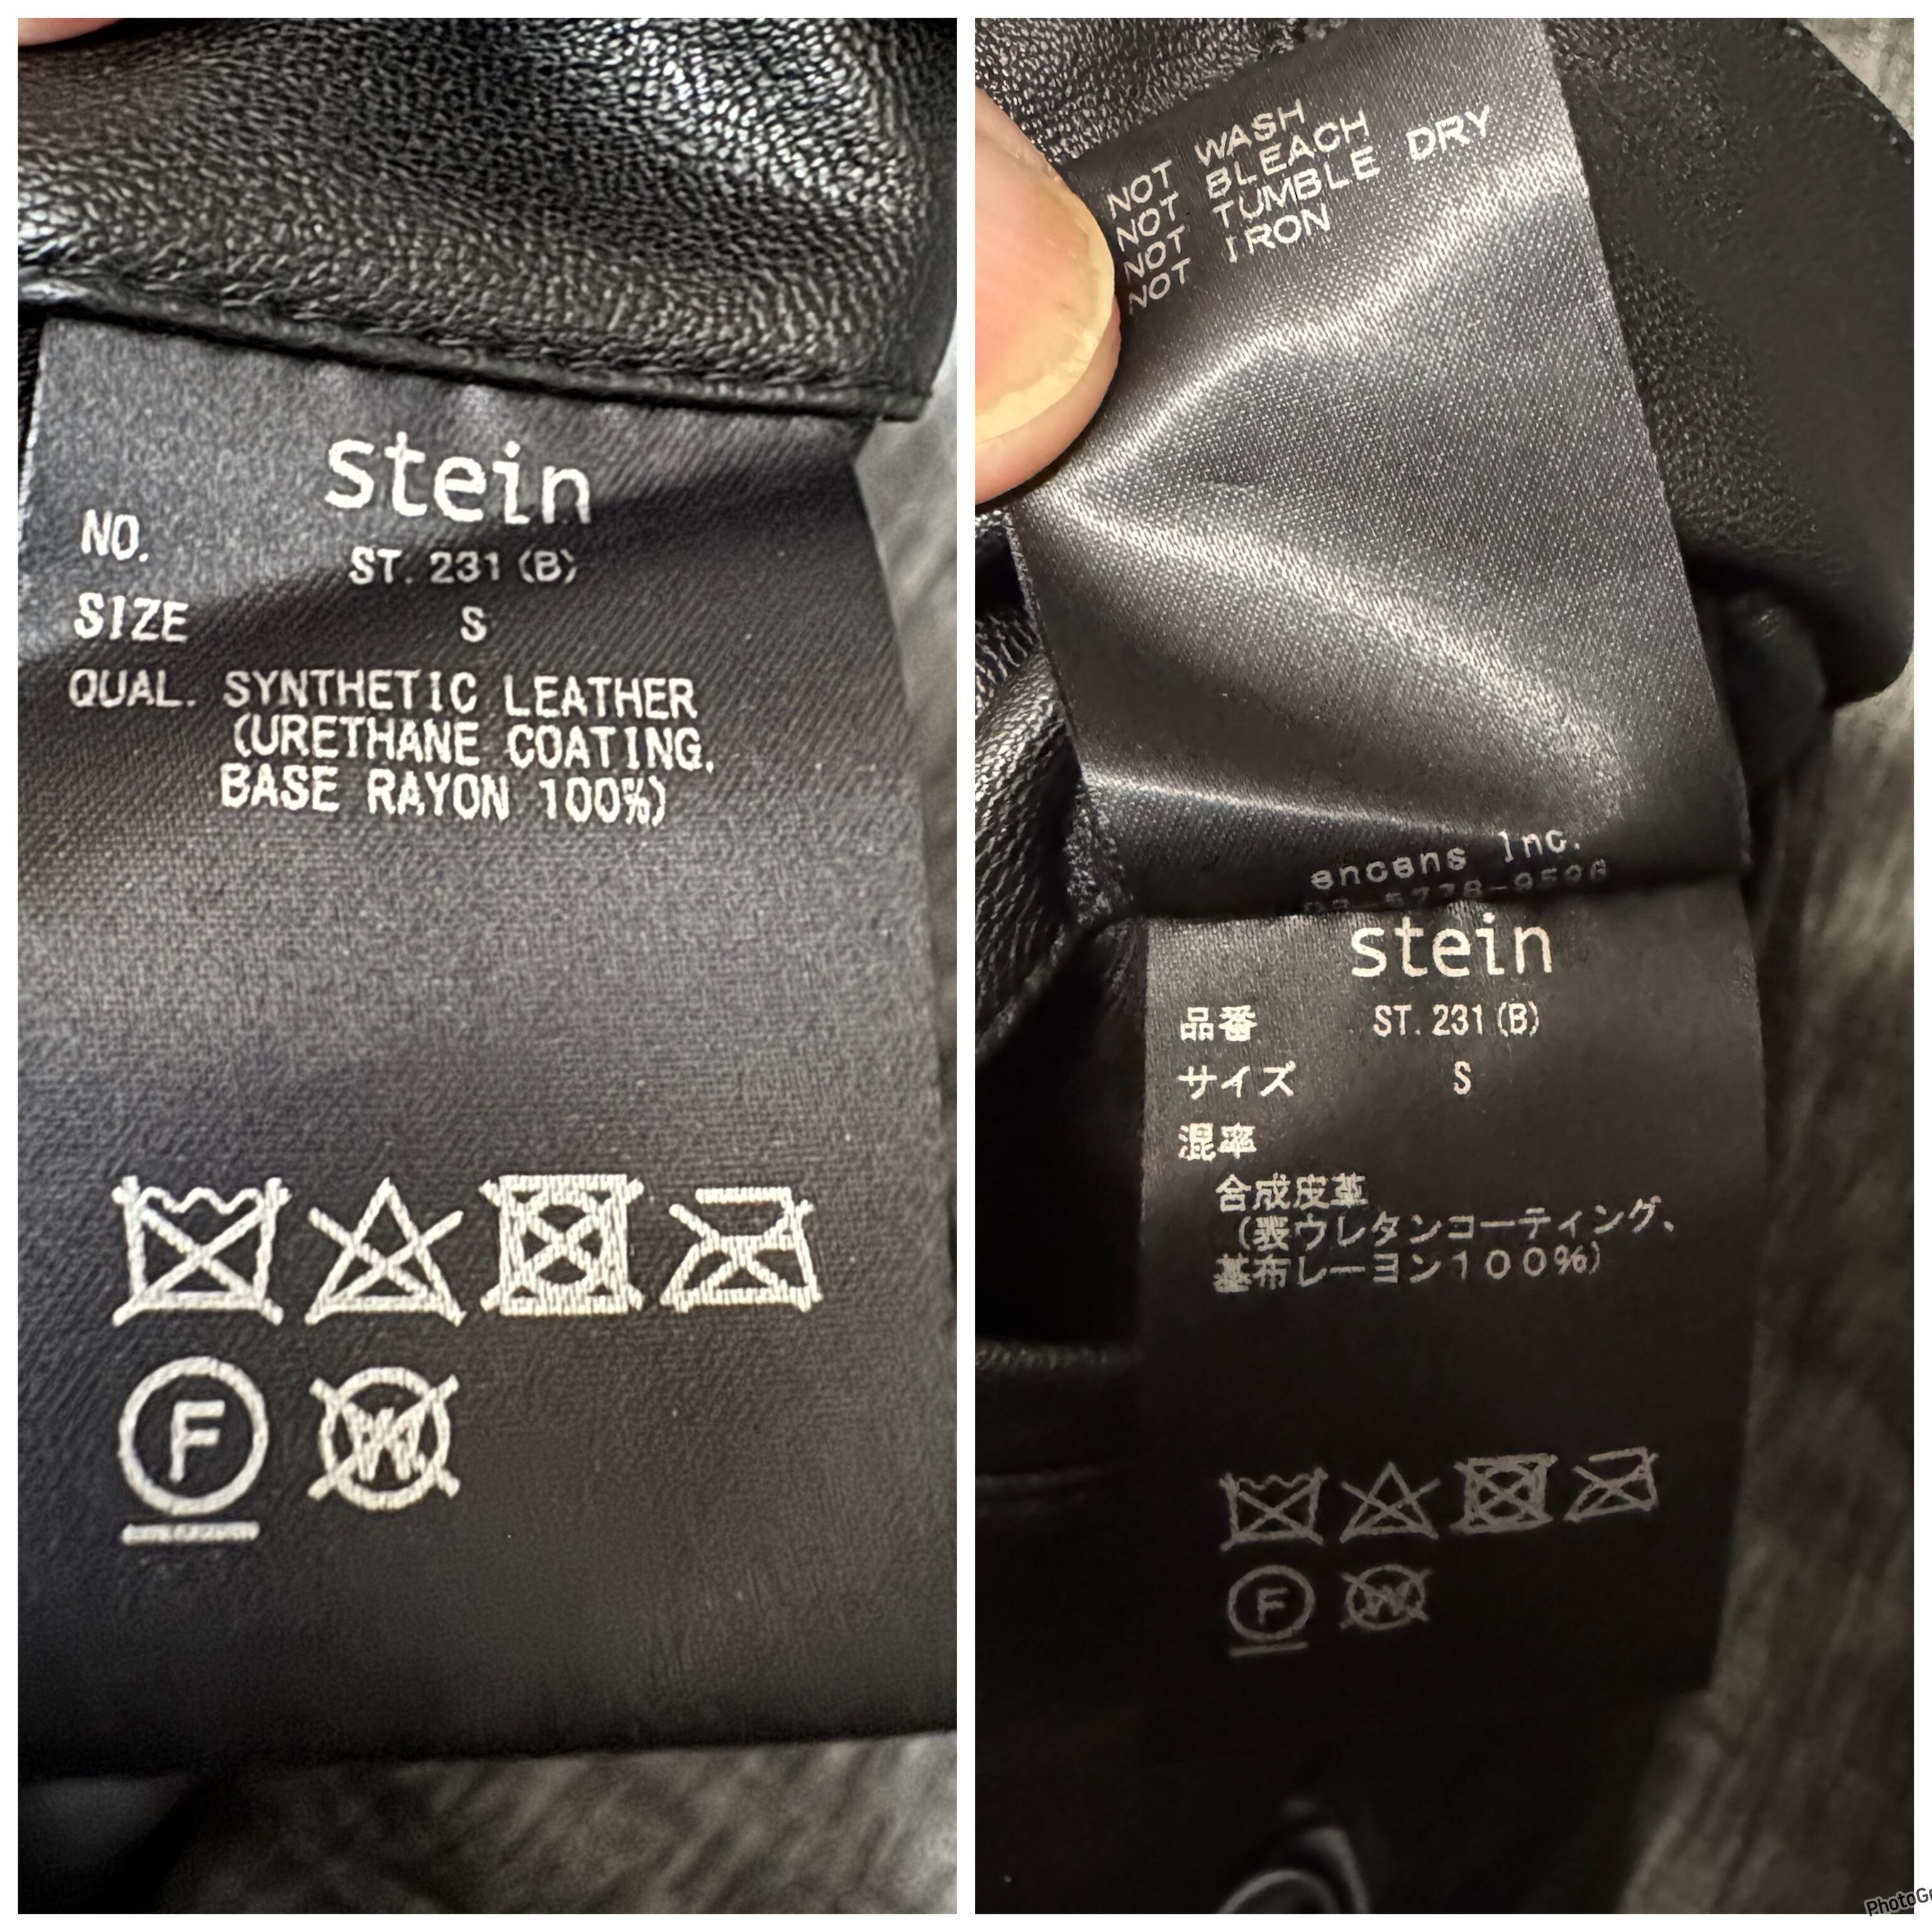 stein
NO. ST. 231 (B)
SIZE S
QUAL. SYNTHETIC LEATHER
(URETHANE COATING,
BASE RAYON 100%)
F
W
NOT WASH
NOT BLEACH
NOT TUMBLE DRY
NOT IRON
encens Inc.
stein
品番 ST. 231 (B)
サイズ S
混率
合成皮革
（表ウレタンコーティング、
基布レーヨン１００％）
F
W